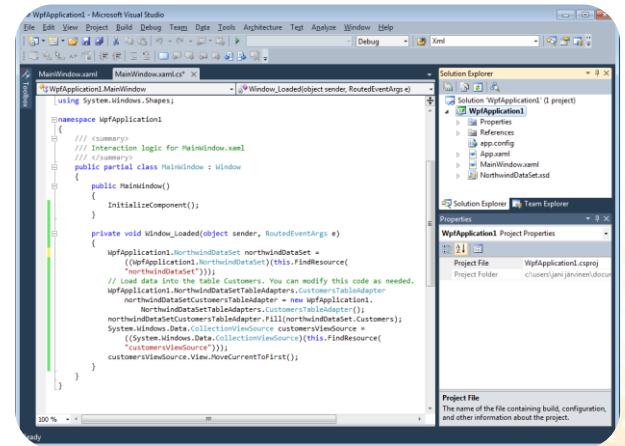 WpfApplication1 - Microsoft Visual Studio
File Edit View Project Build Debug Team Data Tools Architecture Test Analyze Window Help
Debug Xml
Toolbox
MainWindow.xaml MainWindow.xaml.cs* ×
WpfApplication1.MainWindow Window_Loaded(object sender, RoutedEventArgs e)
using System.Windows.Shapes;
namespace WpfApplication1
{
/// <summary>
/// Interaction logic for MainWindow.xaml
/// </summary>
public partial class MainWindow : Window
{
public MainWindow()
{
InitializeComponent();
}
private void Window_Loaded(object sender, RoutedEventArgs e)
{
WpfApplication1.NorthwindDataSet northwindDataSet =
((WpfApplication1.NorthwindDataSet)(this.FindResource(
"northwindDataSet")));
// Load data into the table Customers. You can modify this code as needed.
WpfApplication1.NorthwindDataSetTableAdapters.CustomersTableAdapter
northwindDataSetCustomersTableAdapter = new WpfApplication1.
NorthwindDataSetTableAdapters.CustomersTableAdapter();
northwindDataSetCustomersTableAdapter.Fill(northwindDataSet.Customers);
System.Windows.Data.CollectionViewSource customersViewSource =
((System.Windows.Data.CollectionViewSource)(this.FindResource(
"customersViewSource")));
customersViewSource.View.MoveCurrentToFirst();
}
}
}
100 %
Solution Explorer
Solution 'WpfApplication1' (1 project)
WpfApplication1
Properties
References
app.config
App.xaml
MainWindow.xaml
NorthwindDataSet.xsd
Solution Explorer Team Explorer
Properties
WpfApplication1 Project Properties
Project File WpfApplication1.csproj
Project Folder c:\users\jani järvinen\docum
Project File
The name of the file containing build, configuration,
and other information about the project.